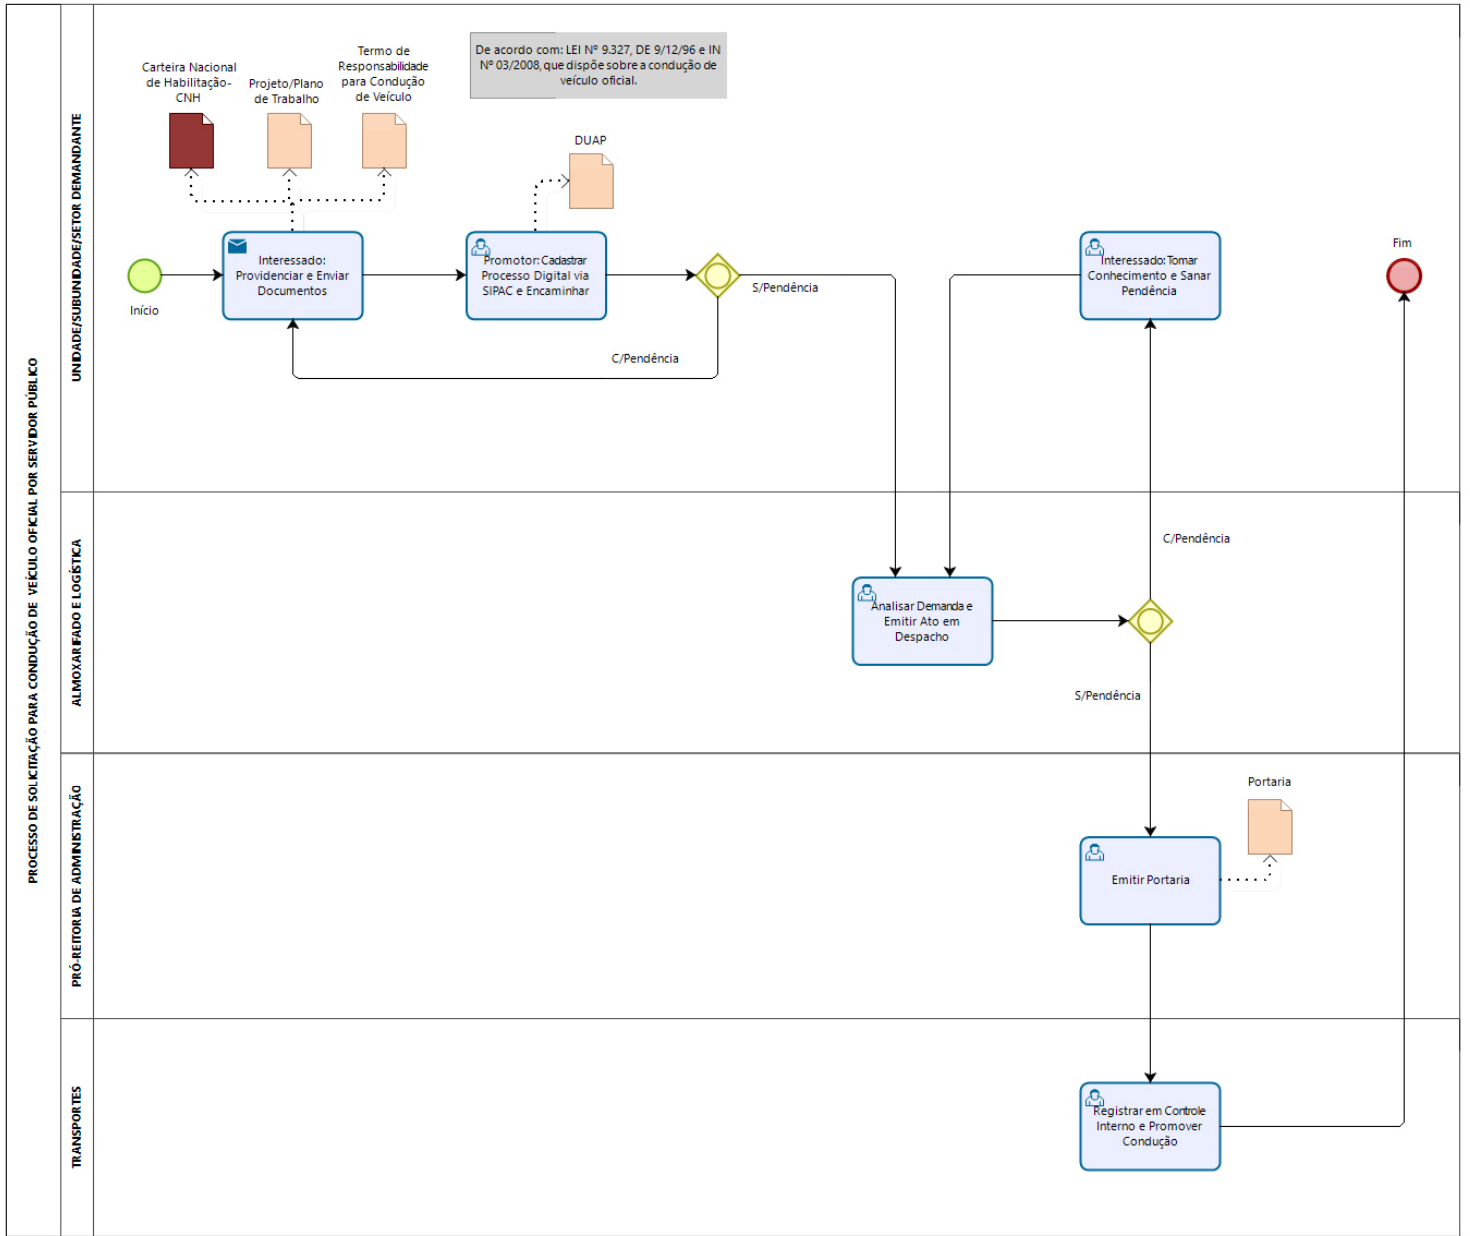 PROCESSO DE SOLICITAÇÃO PARA CONDUÇÃO DE VEÍCULO OFICIAL POR SERVIDOR PÚBLICO
UNIDADE/SUBUNIDADE/SETOR DEMANDANTE
Carteira Nacional
de Habilitação-
CNH
Projeto/Plano
de Trabalho
Termo de
Responsabilidade
para Condução
de Veículo
De acordo com: LEI Nº 9.327, DE 9/12/96 e IN
Nº 03/2008, que dispõe sobre a condução de
veículo oficial.
DUAP
Início
Interessado:
Providenciar e Enviar
Documentos
Promotor: Cadastrar
Processo Digital via
SIPAC e Encaminhar
S/Pendência
C/Pendência
Interessado: Tomar
Conhecimento e Sanar
Pendência
Fim
ALMOXARIFADO E LOGÍSTICA
Analisar Demanda e
Emitir Ato em
Despacho
C/Pendência
S/Pendência
PRÓ-REITORIA DE ADMINISTRAÇÃO
Portaria
Emitir Portaria
TRANSPORTES
Registrar em Controle
Interno e Promover
Condução